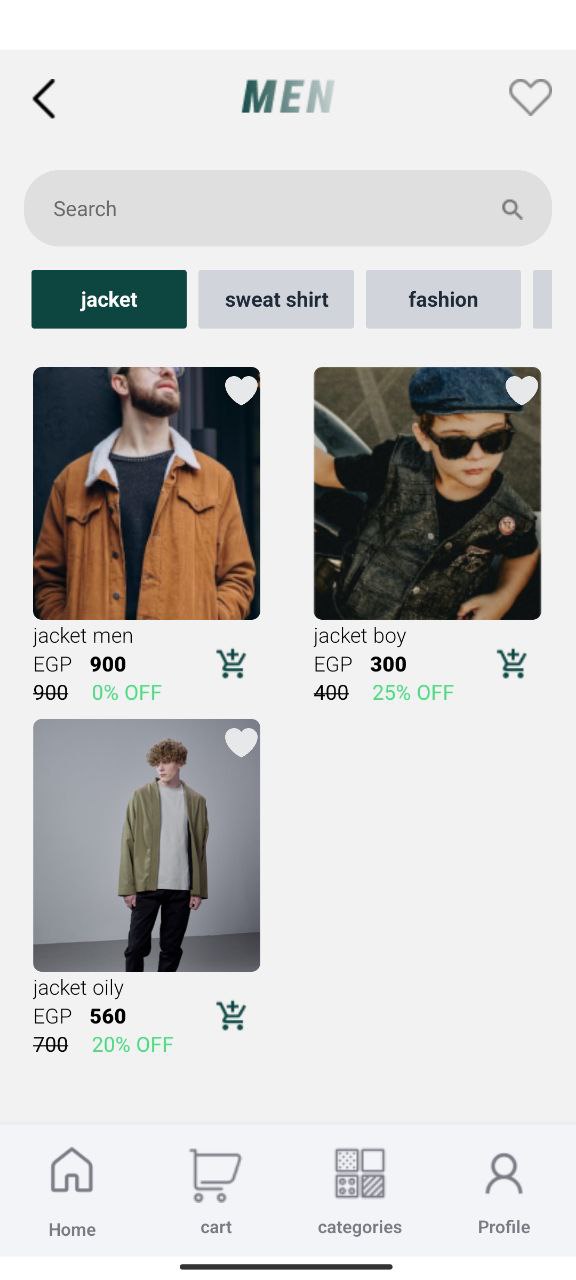 MEN
Search
jacket
sweat shirt
fashion
jacket men
EGP 900
900 0% OFF
jacket boy
EGP 300
400 25% OFF
jacket oily
EGP 560
700 20% OFF
Home
cart
categories
Profile